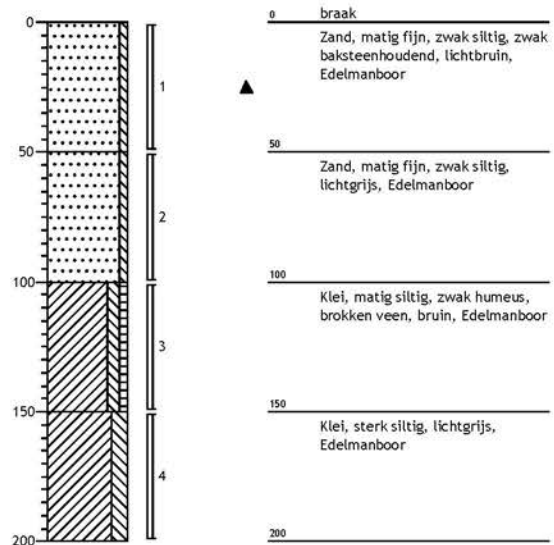 0
50
100
150
200
1
2
3
4
0
braak
Zand, matig fijn, zwak siltig, zwak
baksteenhoudend, lichtbruin,
Edelmanboor
50
Zand, matig fijn, zwak siltig,
lichtgrijs, Edelmanboor
100
Klei, matig siltig, zwak humeus,
brokken veen, bruin, Edelmanboor
150
Klei, sterk siltig, lichtgrijs,
Edelmanboor
200